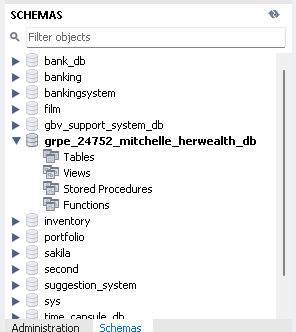 SCHEMAS
Filter objects
bank_db
banking
bankingsystem
film
gbv_support_system_db
grpe_24752_mitchelle_herwealth_db
Tables
Views
Stored Procedures
Functions
inventory
portfolio
sakila
second
suggestion_system
sys
time_capsule_db
Administration Schemas